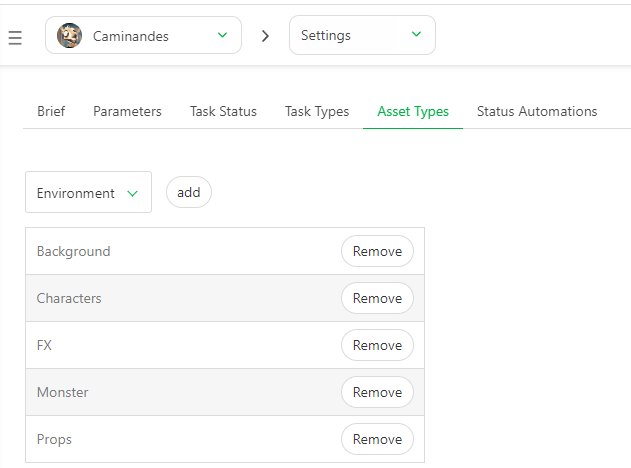 Caminandes Settings
Brief Parameters Task Status Task Types Asset Types Status Automations
Environment add
Background Remove
Characters Remove
FX Remove
Monster Remove
Props Remove